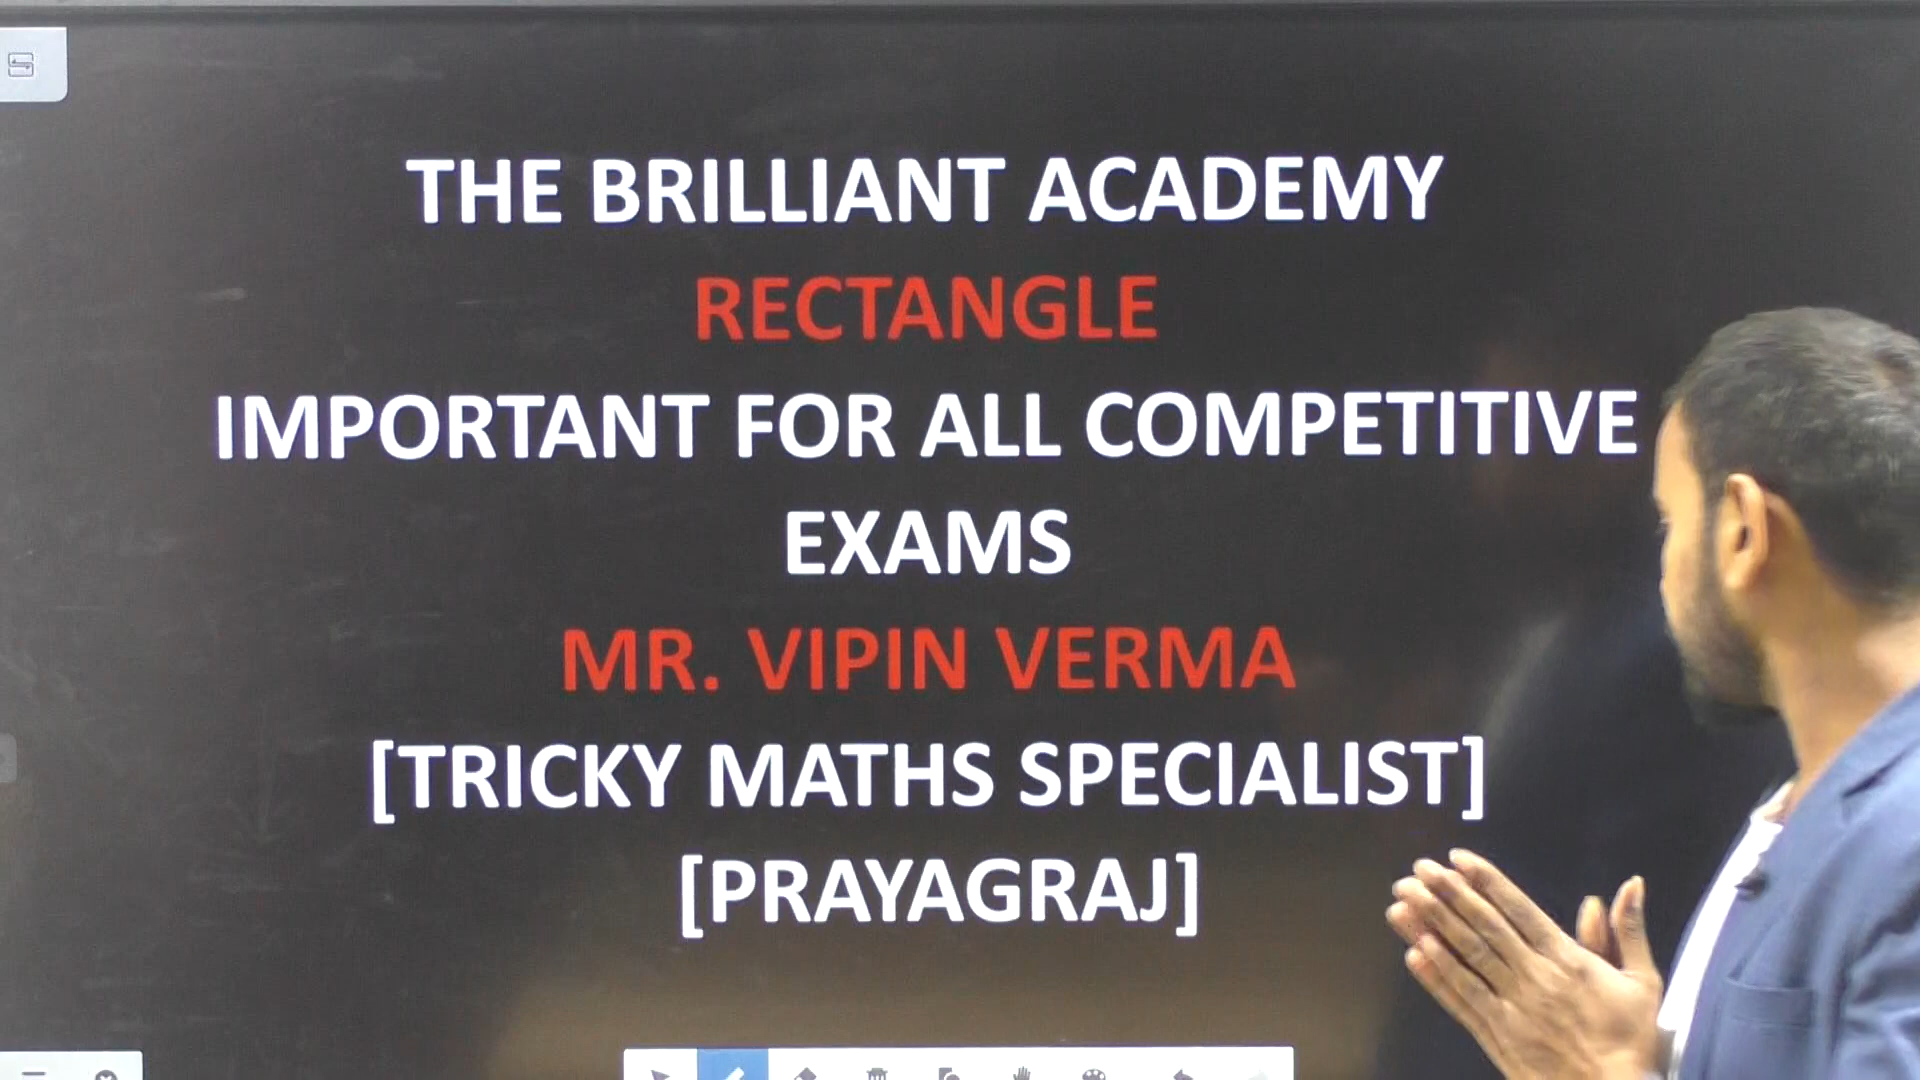 THE BRILLIANT ACADEMY
RECTANGLE
IMPORTANT FOR ALL COMPETITIVE
EXAMS
MR. VIPIN VERMA
[TRICKY MATHS SPECIALIST]
[PRAYAGRAJ]